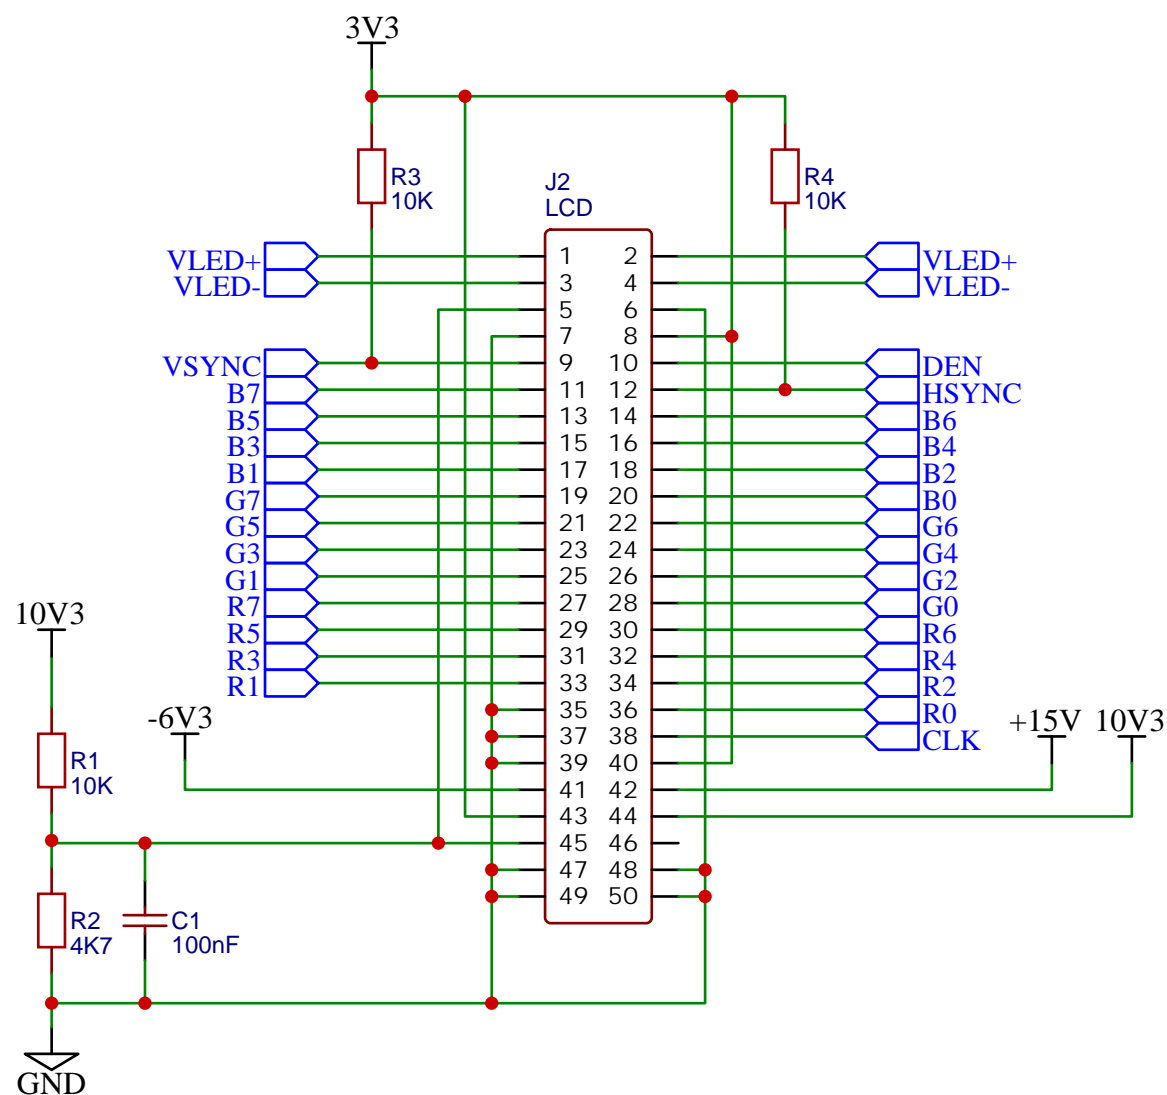 3V3
R3
10K
R4
10K
J2
LCD
VLED+ 1 2 VLED+
VLED- 3 4 VLED-
5 6
7 8
VSYNC 9 10 DEN
B7 11 12 HSYNC
B5 13 14 B6
B3 15 16 B4
B1 17 18 B2
G7 19 20 B0
G5 21 22 G6
G3 23 24 G4
G1 25 26 G2
R7 27 28 G0
R5 29 30 R6
R3 31 32 R4
R1 33 34 R2
35 36 R0
37 38 CLK
39 40
41 42
43 44
45 46
47 48
49 50
10V3
-6V3
+15V 10V3
R1
10K
R2
4K7
C1
100nF
GND